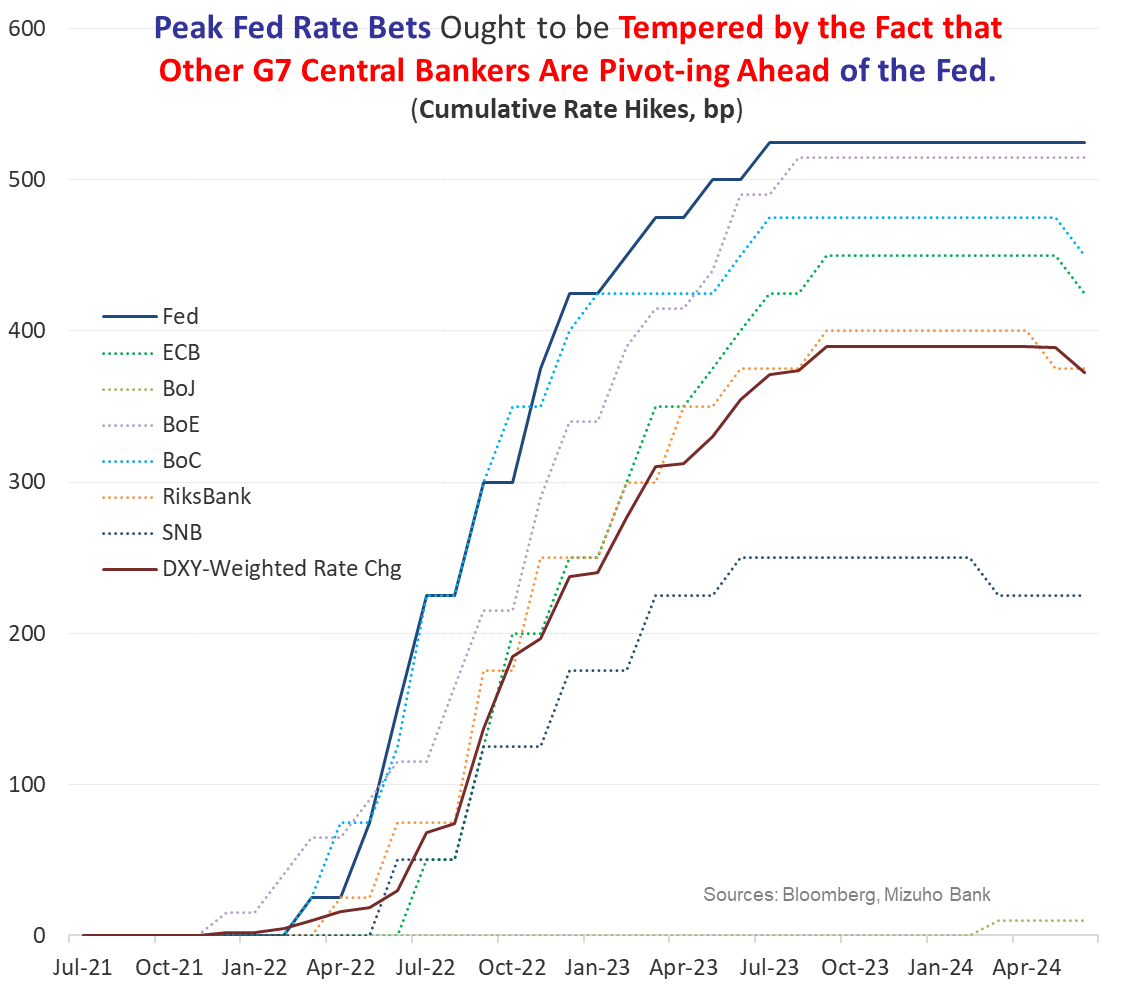 Peak Fed Rate Bets Ought to be Tempered by the Fact that
Other G7 Central Bankers Are Pivot-ing Ahead of the Fed.
(Cumulative Rate Hikes, bp)
600
500
400
300
200
100
0
Fed
ECB
BoJ
BoE
BoC
RiksBank
SNB
DXY-Weighted Rate Chg
Sources: Bloomberg, Mizuho Bank
Jul-21 Oct-21 Jan-22 Apr-22 Jul-22 Oct-22 Jan-23 Apr-23 Jul-23 Oct-23 Jan-24 Apr-24